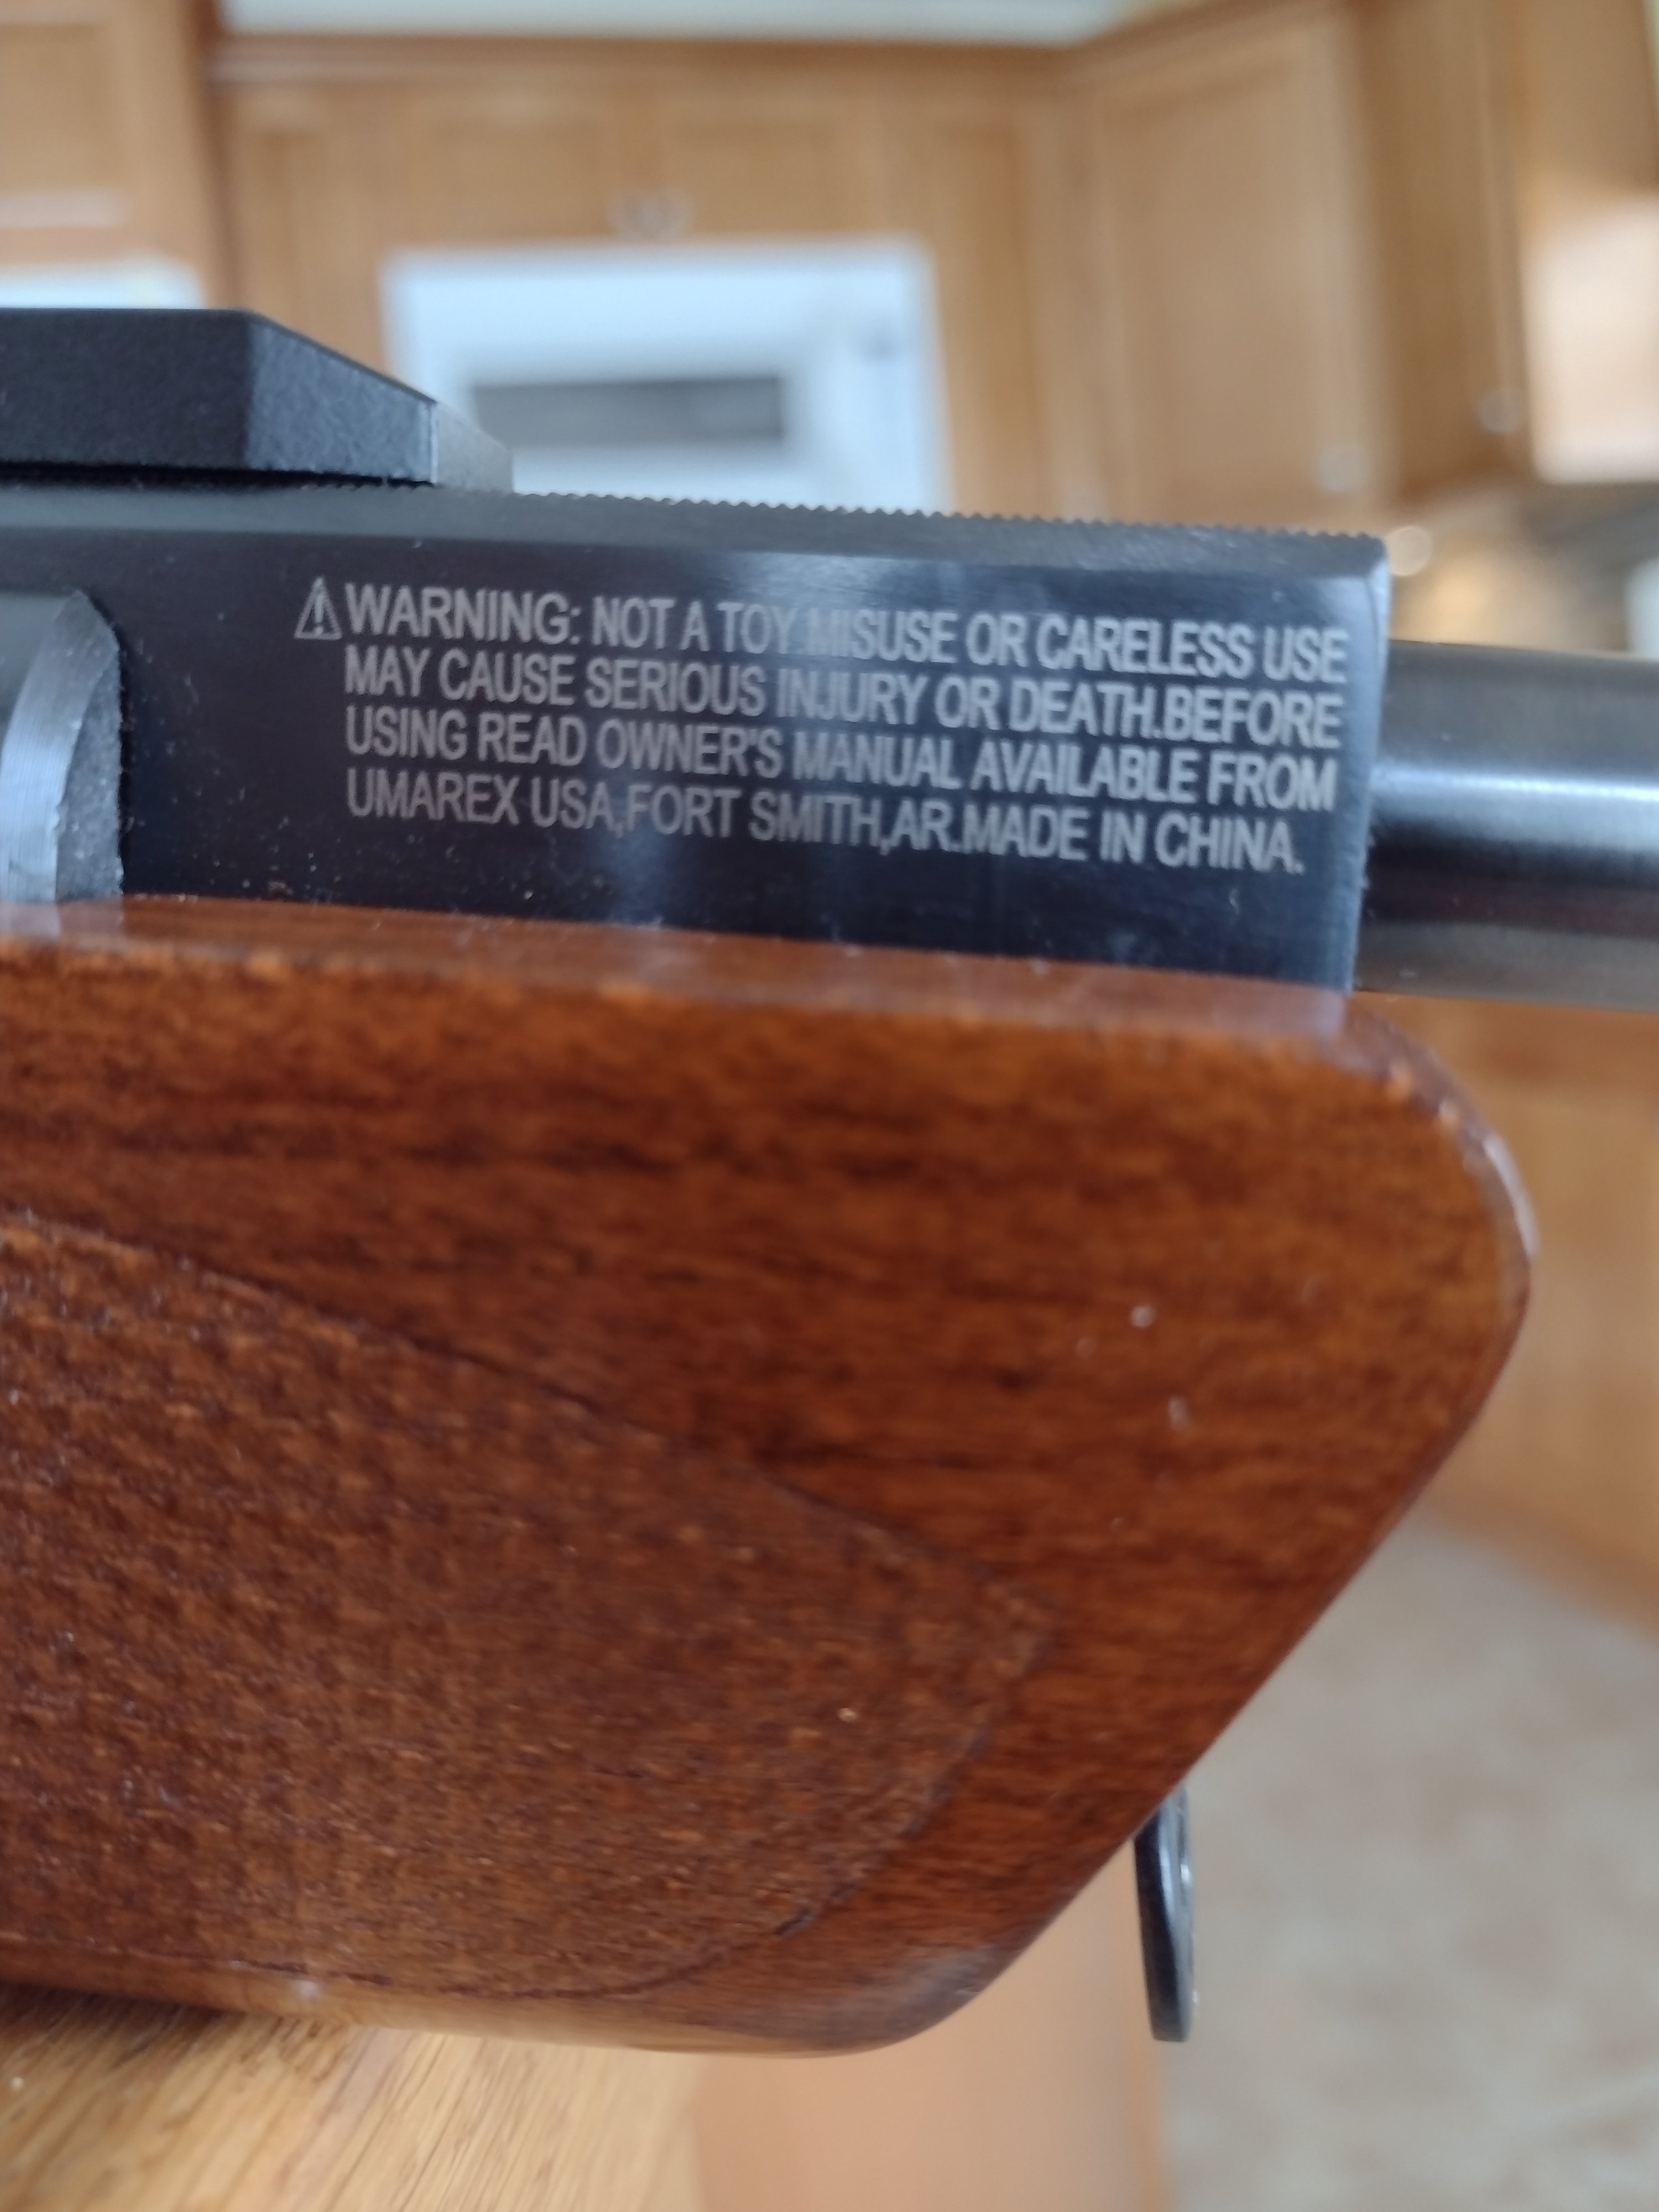 ⚠WARNING: NOT A TOY.MISUSE OR CARELESS USE
MAY CAUSE SERIOUS INJURY OR DEATH.BEFORE
USING READ OWNER'S MANUAL AVAILABLE FROM
UMAREX USA,FORT SMITH,AR.MADE IN CHINA.